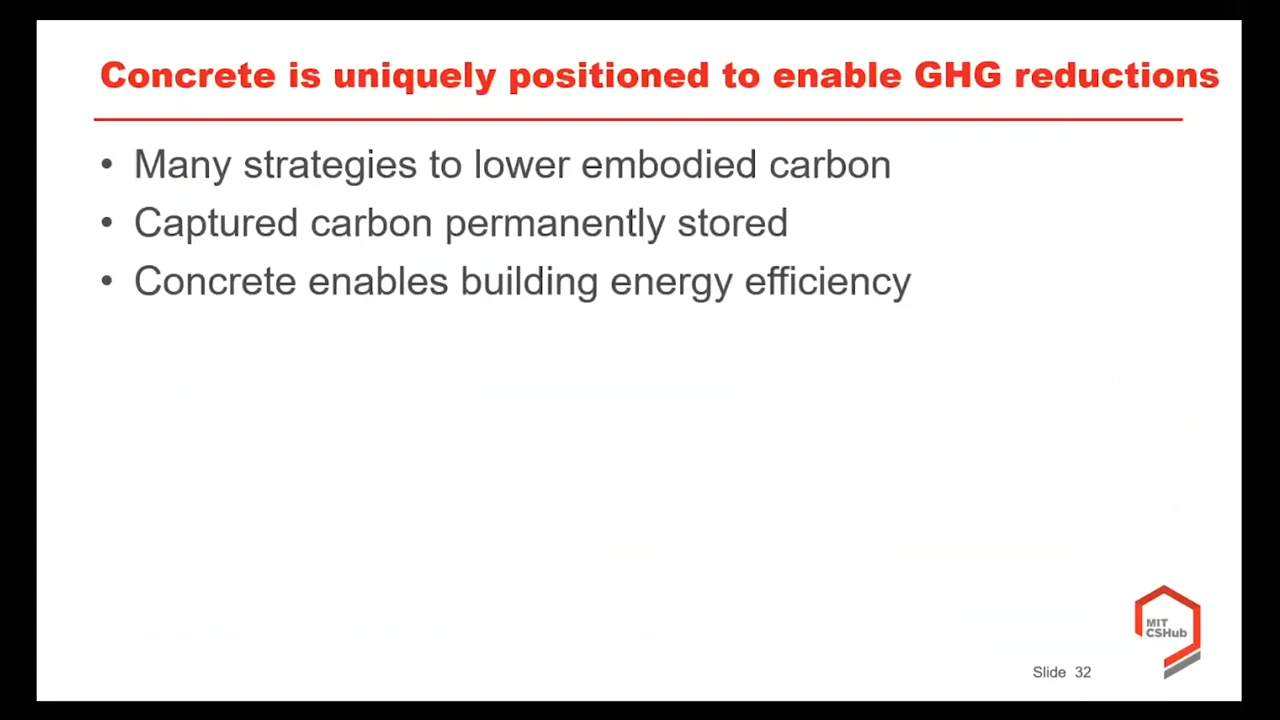 Concrete is uniquely positioned to enable GHG reductions
• Many strategies to lower embodied carbon
• Captured carbon permanently stored
• Concrete enables building energy efficiency
MIT
CSHub
Slide 32